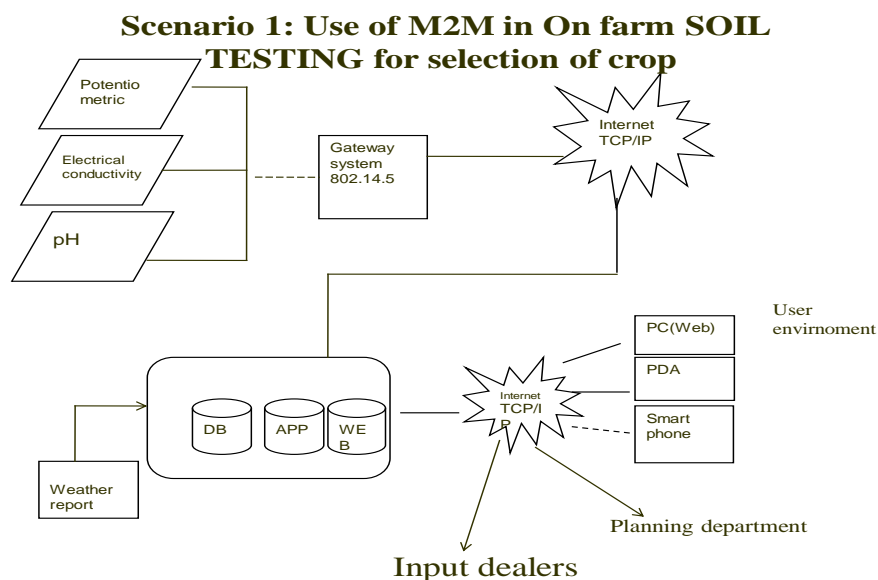 Scenario 1: Use of M2M in On farm SOIL
TESTING for selection of crop
Potentio
metric
Electrical
conductivity
pH
Gateway
system
802.14.5
Internet
TCP/IP
User
envirnoment
PC(Web)
PDA
Smart
phone
Internet
TCP/I
P
DB
APP
WE
B
Weather
report
Planning department
Input dealers